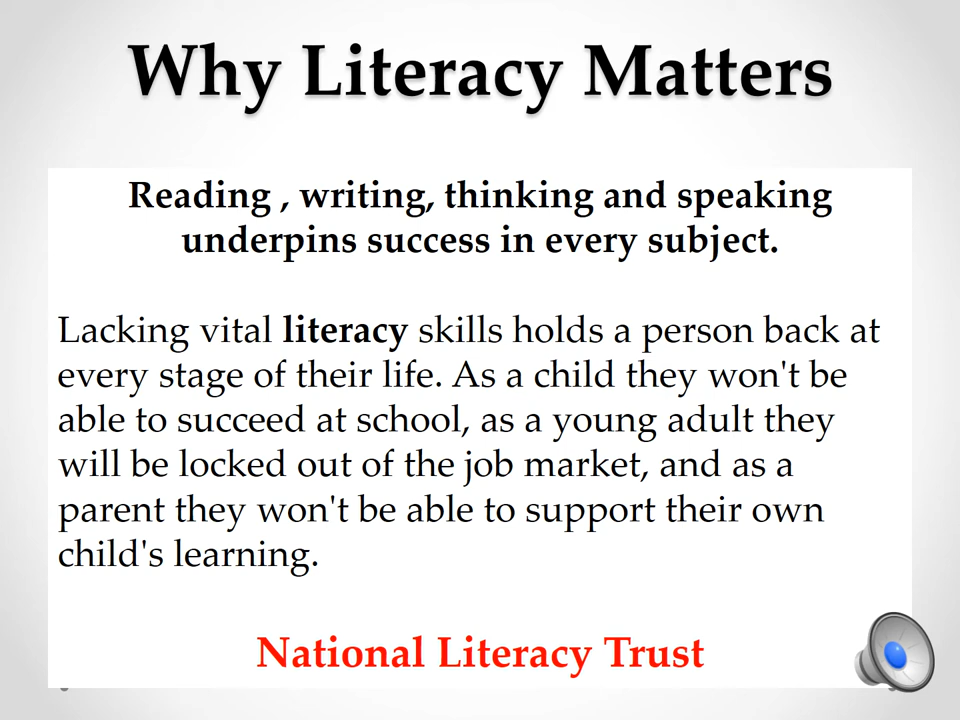 Why Literacy Matters
Reading , writing, thinking and speaking
underpins success in every subject.
Lacking vital literacy skills holds a person back at
every stage of their life. As a child they won't be
able to succeed at school, as a young adult they
will be locked out of the job market, and as a
parent they won't be able to support their own
child's learning.
National Literacy Trust